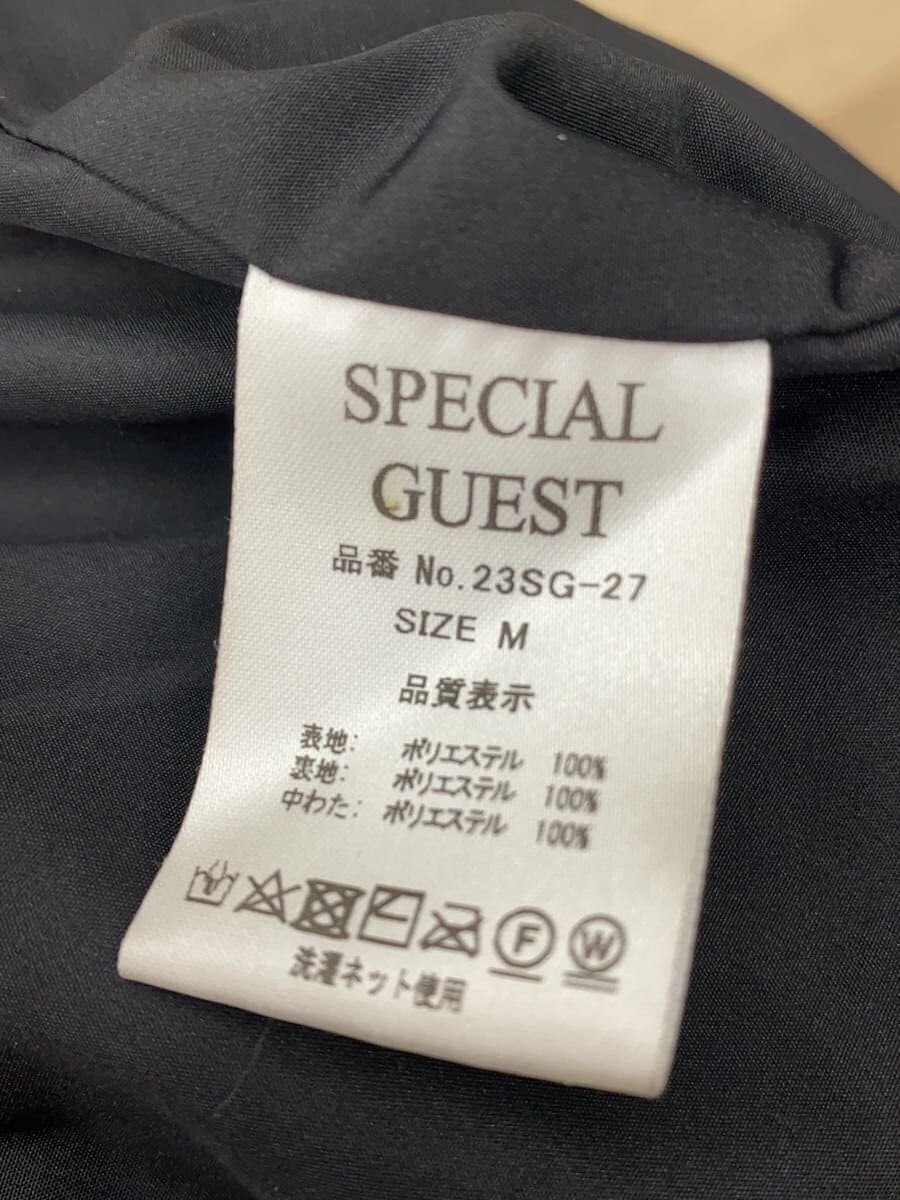 SPECIAL
GUEST
品番 No.23SG-27
SIZE M
品質表示
表地: ポリエステル 100%
裏地: ポリエステル 100%
中わた: ポリエステル 100%
F W
洗濯ネット使用